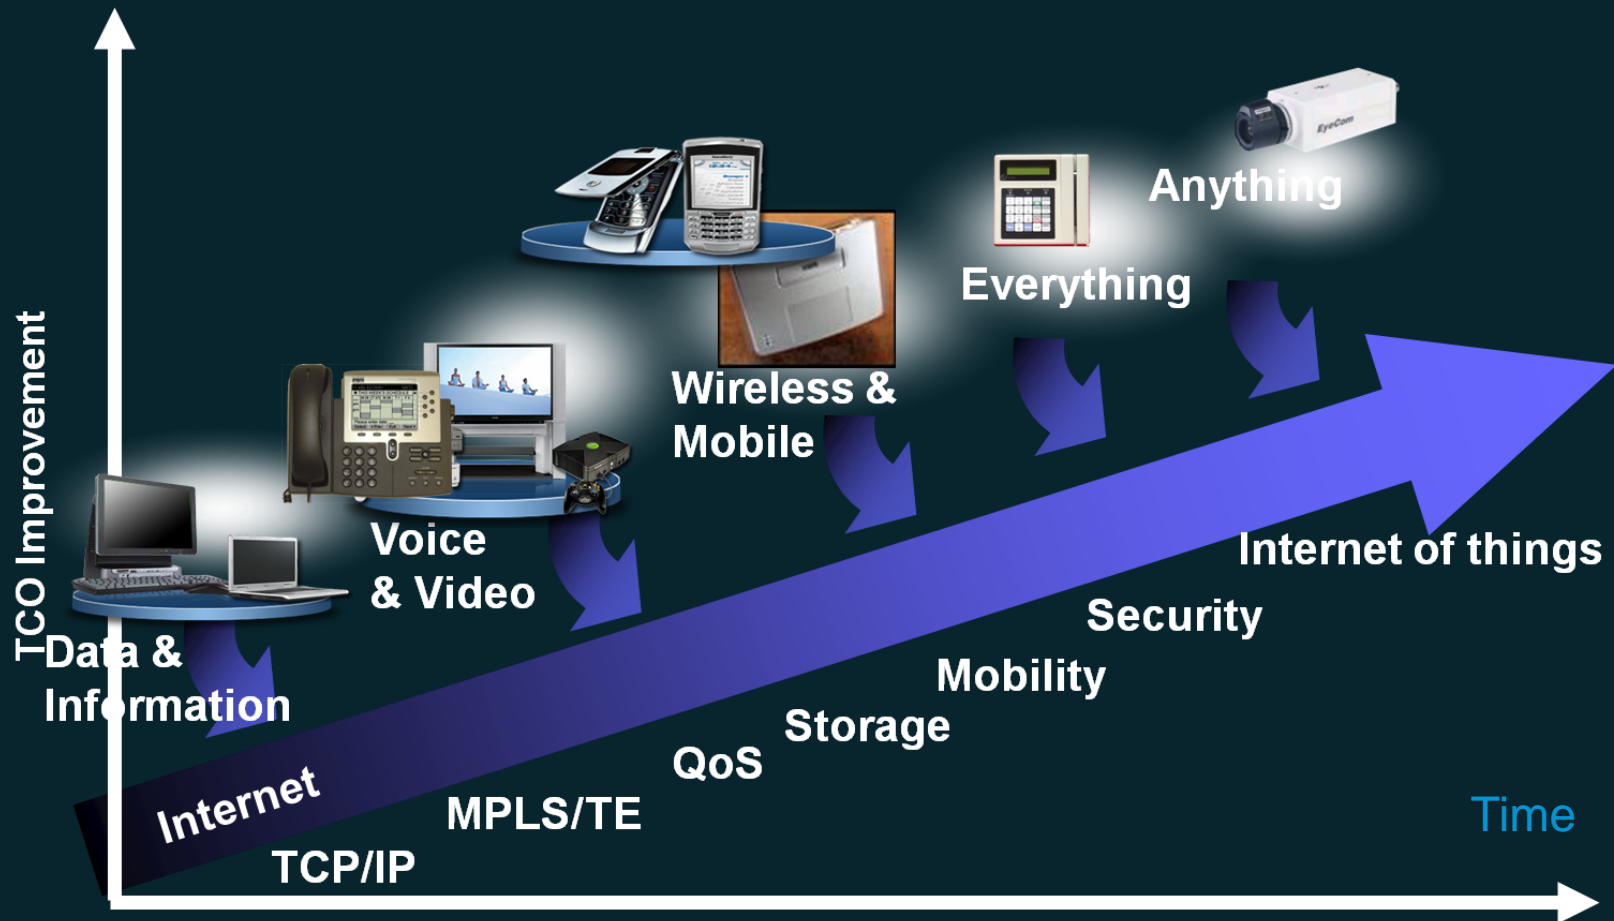 TCO Improvement
Anything
EyeCom
Everything
Wireless &
Mobile
Voice
& Video
Data &
Information
Internet
TCP/IP
MPLS/TE
QoS
Storage
Mobility
Security
Internet of things
Time